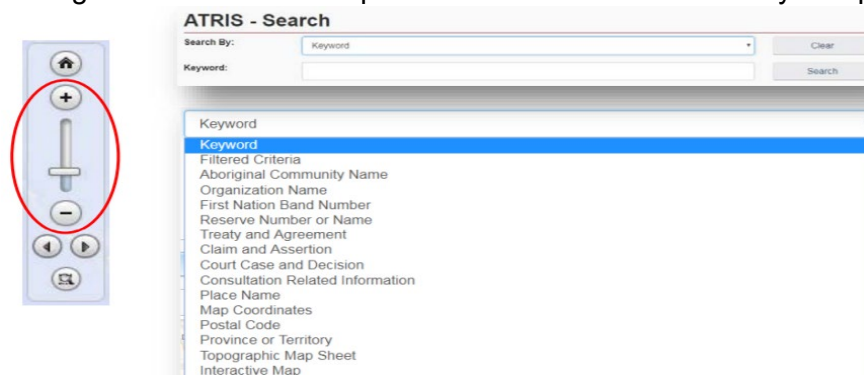 ATRIS - Search
Search By:
Keyword
Clear
Keyword:
Search
Keyword
Keyword
Filtered Criteria
Aboriginal Community Name
Organization Name
First Nation Band Number
Reserve Number or Name
Treaty and Agreement
Claim and Assertion
Court Case and Decision
Consultation Related Information
Place Name
Map Coordinates
Postal Code
Province or Territory
Topographic Map Sheet
Interactive Map